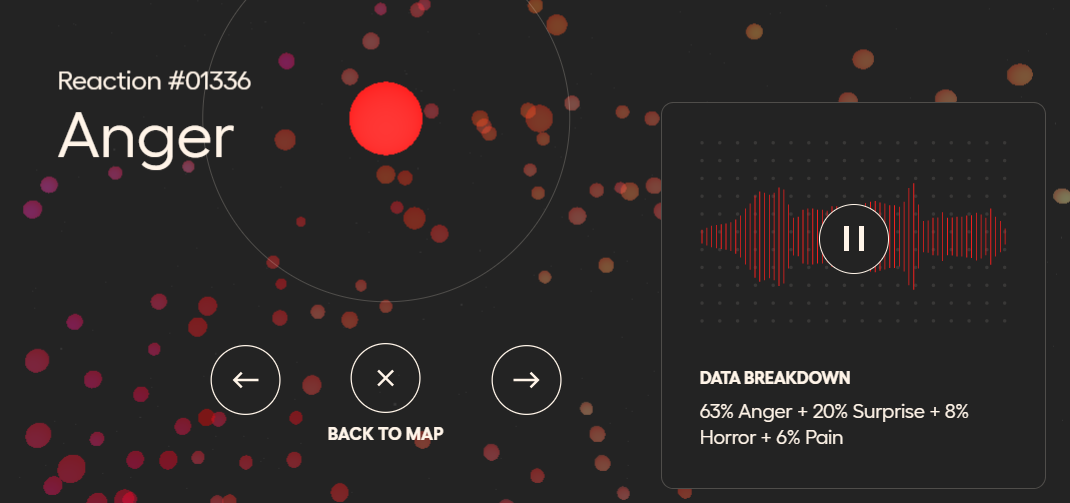 Reaction #01336
Anger
BACK TO MAP
DATA BREAKDOWN
63% Anger + 20% Surprise + 8%
Horror + 6% Pain